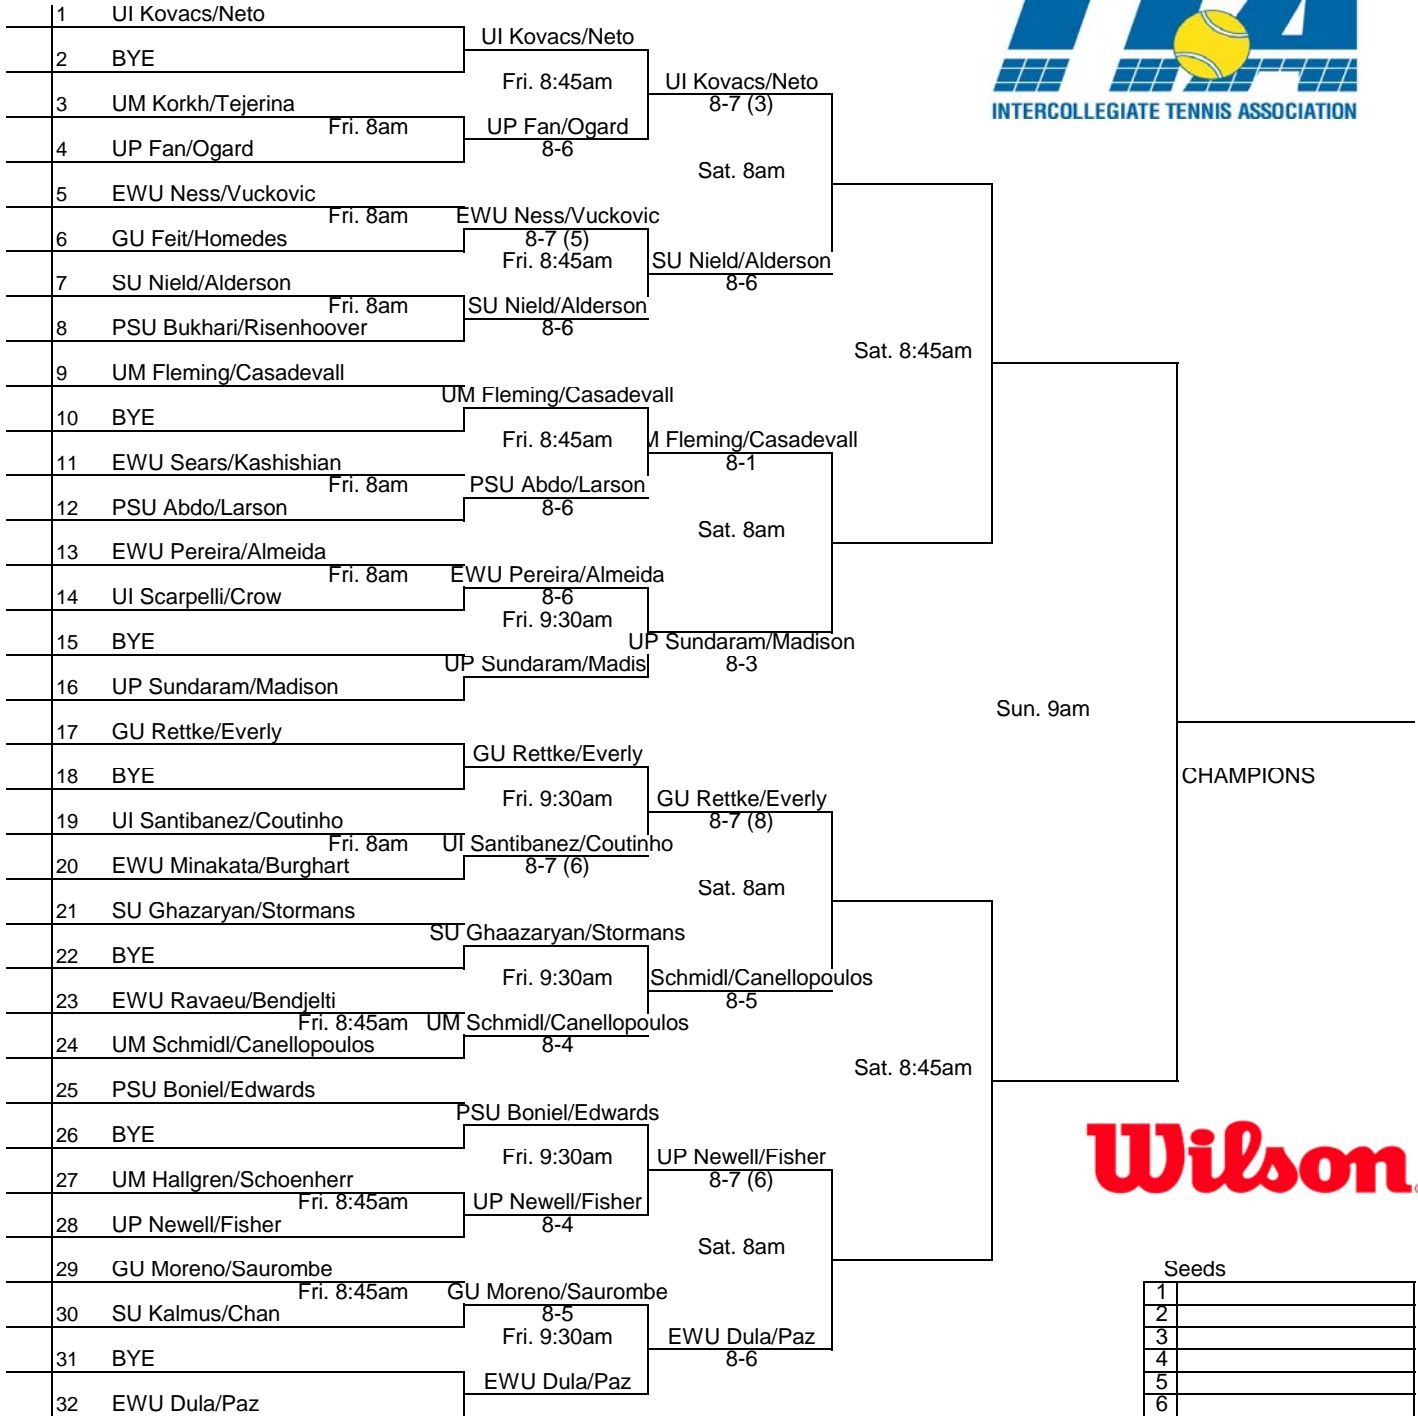 1 UI Kovacs/Neto
UI Kovacs/Neto
2 BYE
Fri. 8:45am
UI Kovacs/Neto
8-7 (3)
3 UM Korkh/Tejerina
Fri. 8am
UP Fan/Ogard
8-6
4 UP Fan/Ogard
Sat. 8am
5 EWU Ness/Vuckovic
Fri. 8am
EWU Ness/Vuckovic
8-7 (5)
6 GU Feit/Homedes
Fri. 8:45am
SU Nield/Alderson
8-6
7 SU Nield/Alderson
Fri. 8am
SU Nield/Alderson
8-6
8 PSU Bukhari/Risenhoover
Sat. 8:45am
9 UM Fleming/Casadevall
UM Fleming/Casadevall
10 BYE
Fri. 8:45am
M Fleming/Casadevall
8-1
11 EWU Sears/Kashishian
Fri. 8am
PSU Abdo/Larson
8-6
12 PSU Abdo/Larson
Sat. 8am
13 EWU Pereira/Almeida
Fri. 8am
EWU Pereira/Almeida
8-6
14 UI Scarpelli/Crow
Fri. 9:30am
UP Sundaram/Madison
8-3
15 BYE
UP Sundaram/Madis
16 UP Sundaram/Madison
Sun. 9am
17 GU Rettke/Everly
GU Rettke/Everly
18 BYE
CHAMPIONS
Fri. 9:30am
GU Rettke/Everly
8-7 (8)
19 UI Santibanez/Coutinho
Fri. 8am
UI Santibanez/Coutinho
8-7 (6)
20 EWU Minakata/Burghart
Sat. 8am
21 SU Ghazaryan/Stormans
SU Ghaazaryan/Stormans
22 BYE
Fri. 9:30am
Schmidl/Canellopoulos
8-5
23 EWU Ravaeu/Bendjelti
Fri. 8:45am
UM Schmidl/Canellopoulos
8-4
24 UM Schmidl/Canellopoulos
Sat. 8:45am
25 PSU Boniel/Edwards
PSU Boniel/Edwards
26 BYE
Fri. 9:30am
UP Newell/Fisher
8-7 (6)
27 UM Hallgren/Schoenherr
Fri. 8:45am
UP Newell/Fisher
8-4
28 UP Newell/Fisher
Sat. 8am
29 GU Moreno/Saurombe
Fri. 8:45am
GU Moreno/Saurombe
8-5
30 SU Kalmus/Chan
Fri. 9:30am
EWU Dula/Paz
8-6
31 BYE
EWU Dula/Paz
32 EWU Dula/Paz
ITA
INTERCOLLEGIATE TENNIS ASSOCIATION
Wilson
Seeds
1
2
3
4
5
6